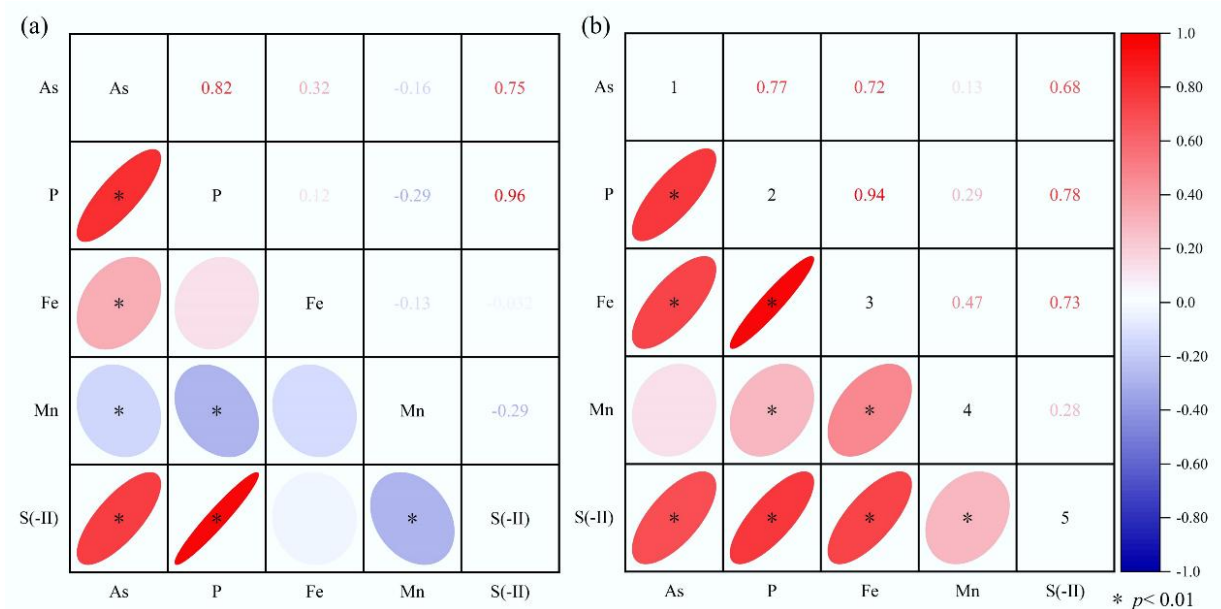 (a)
As As 0.82 0.32 -0.16 0.75
P * P 0.12 -0.29 0.96
Fe * Fe -0.13 -0.032
Mn * * Mn -0.29
S(-II) * * * S(-II)
As P Fe Mn S(-II)
(b)
As 1 0.77 0.72 0.13 0.68
P * 2 0.94 0.29 0.78
Fe * * 3 0.47 0.73
Mn * * 4 0.28
S(-II) * * * * 5
As P Fe Mn S(-II)
1.0
0.80
0.60
0.40
0.20
0.0
-0.20
-0.40
-0.60
-0.80
-1.0
* p< 0.01